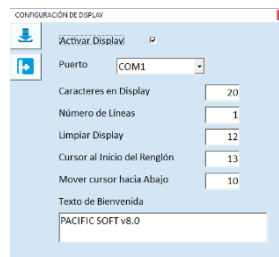 CONFIGURACIÓN DE DISPLAY
Activar Display
Puerto COM1
Caracteres en Display 20
Número de Líneas 1
Limpiar Display 12
Cursor al Inicio del Renglón 13
Mover cursor hacia Abajo 10
Texto de Bienvenida
PACIFIC SOFT v8.0